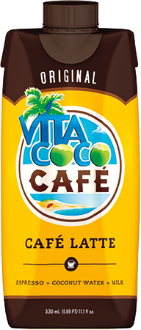 ORIGINAL
VITA
COCO
CAFÉ
CAFÉ LATTE
ESPRESSO + COCONUT WATER + MILK
330 mL (0.69 PT) 11.1 fl oz.